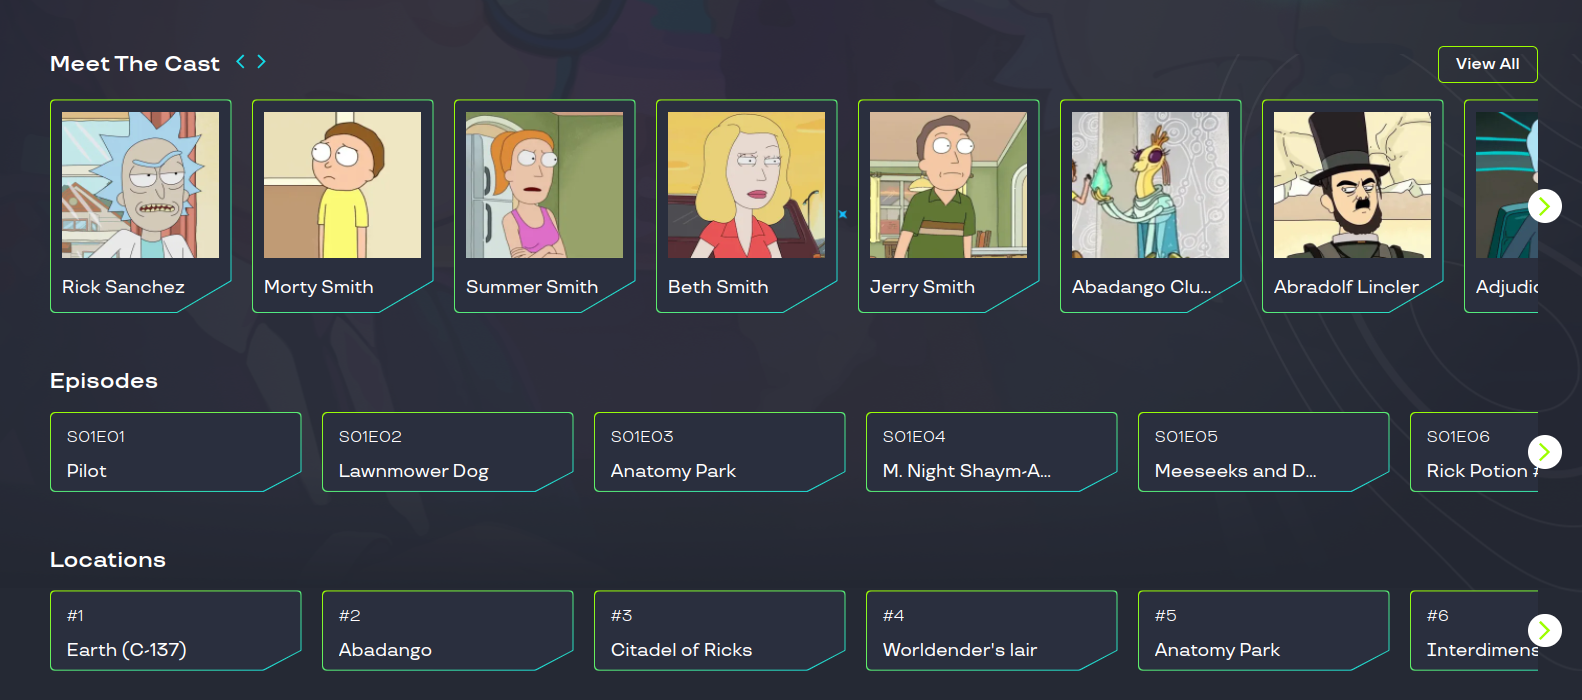 Meet The Cast
View All
Rick Sanchez
Morty Smith
Summer Smith
Beth Smith
Jerry Smith
Abadango Clu...
Abradolf Lincler
Adjudic
Episodes
S01E01
Pilot
S01E02
Lawnmower Dog
S01E03
Anatomy Park
S01E04
M. Night Shaym-A...
S01E05
Meeseeks and D...
S01E06
Rick Potion #
Locations
#1
Earth (C-137)
#2
Abadango
#3
Citadel of Ricks
#4
Worldender's lair
#5
Anatomy Park
#6
Interdimens